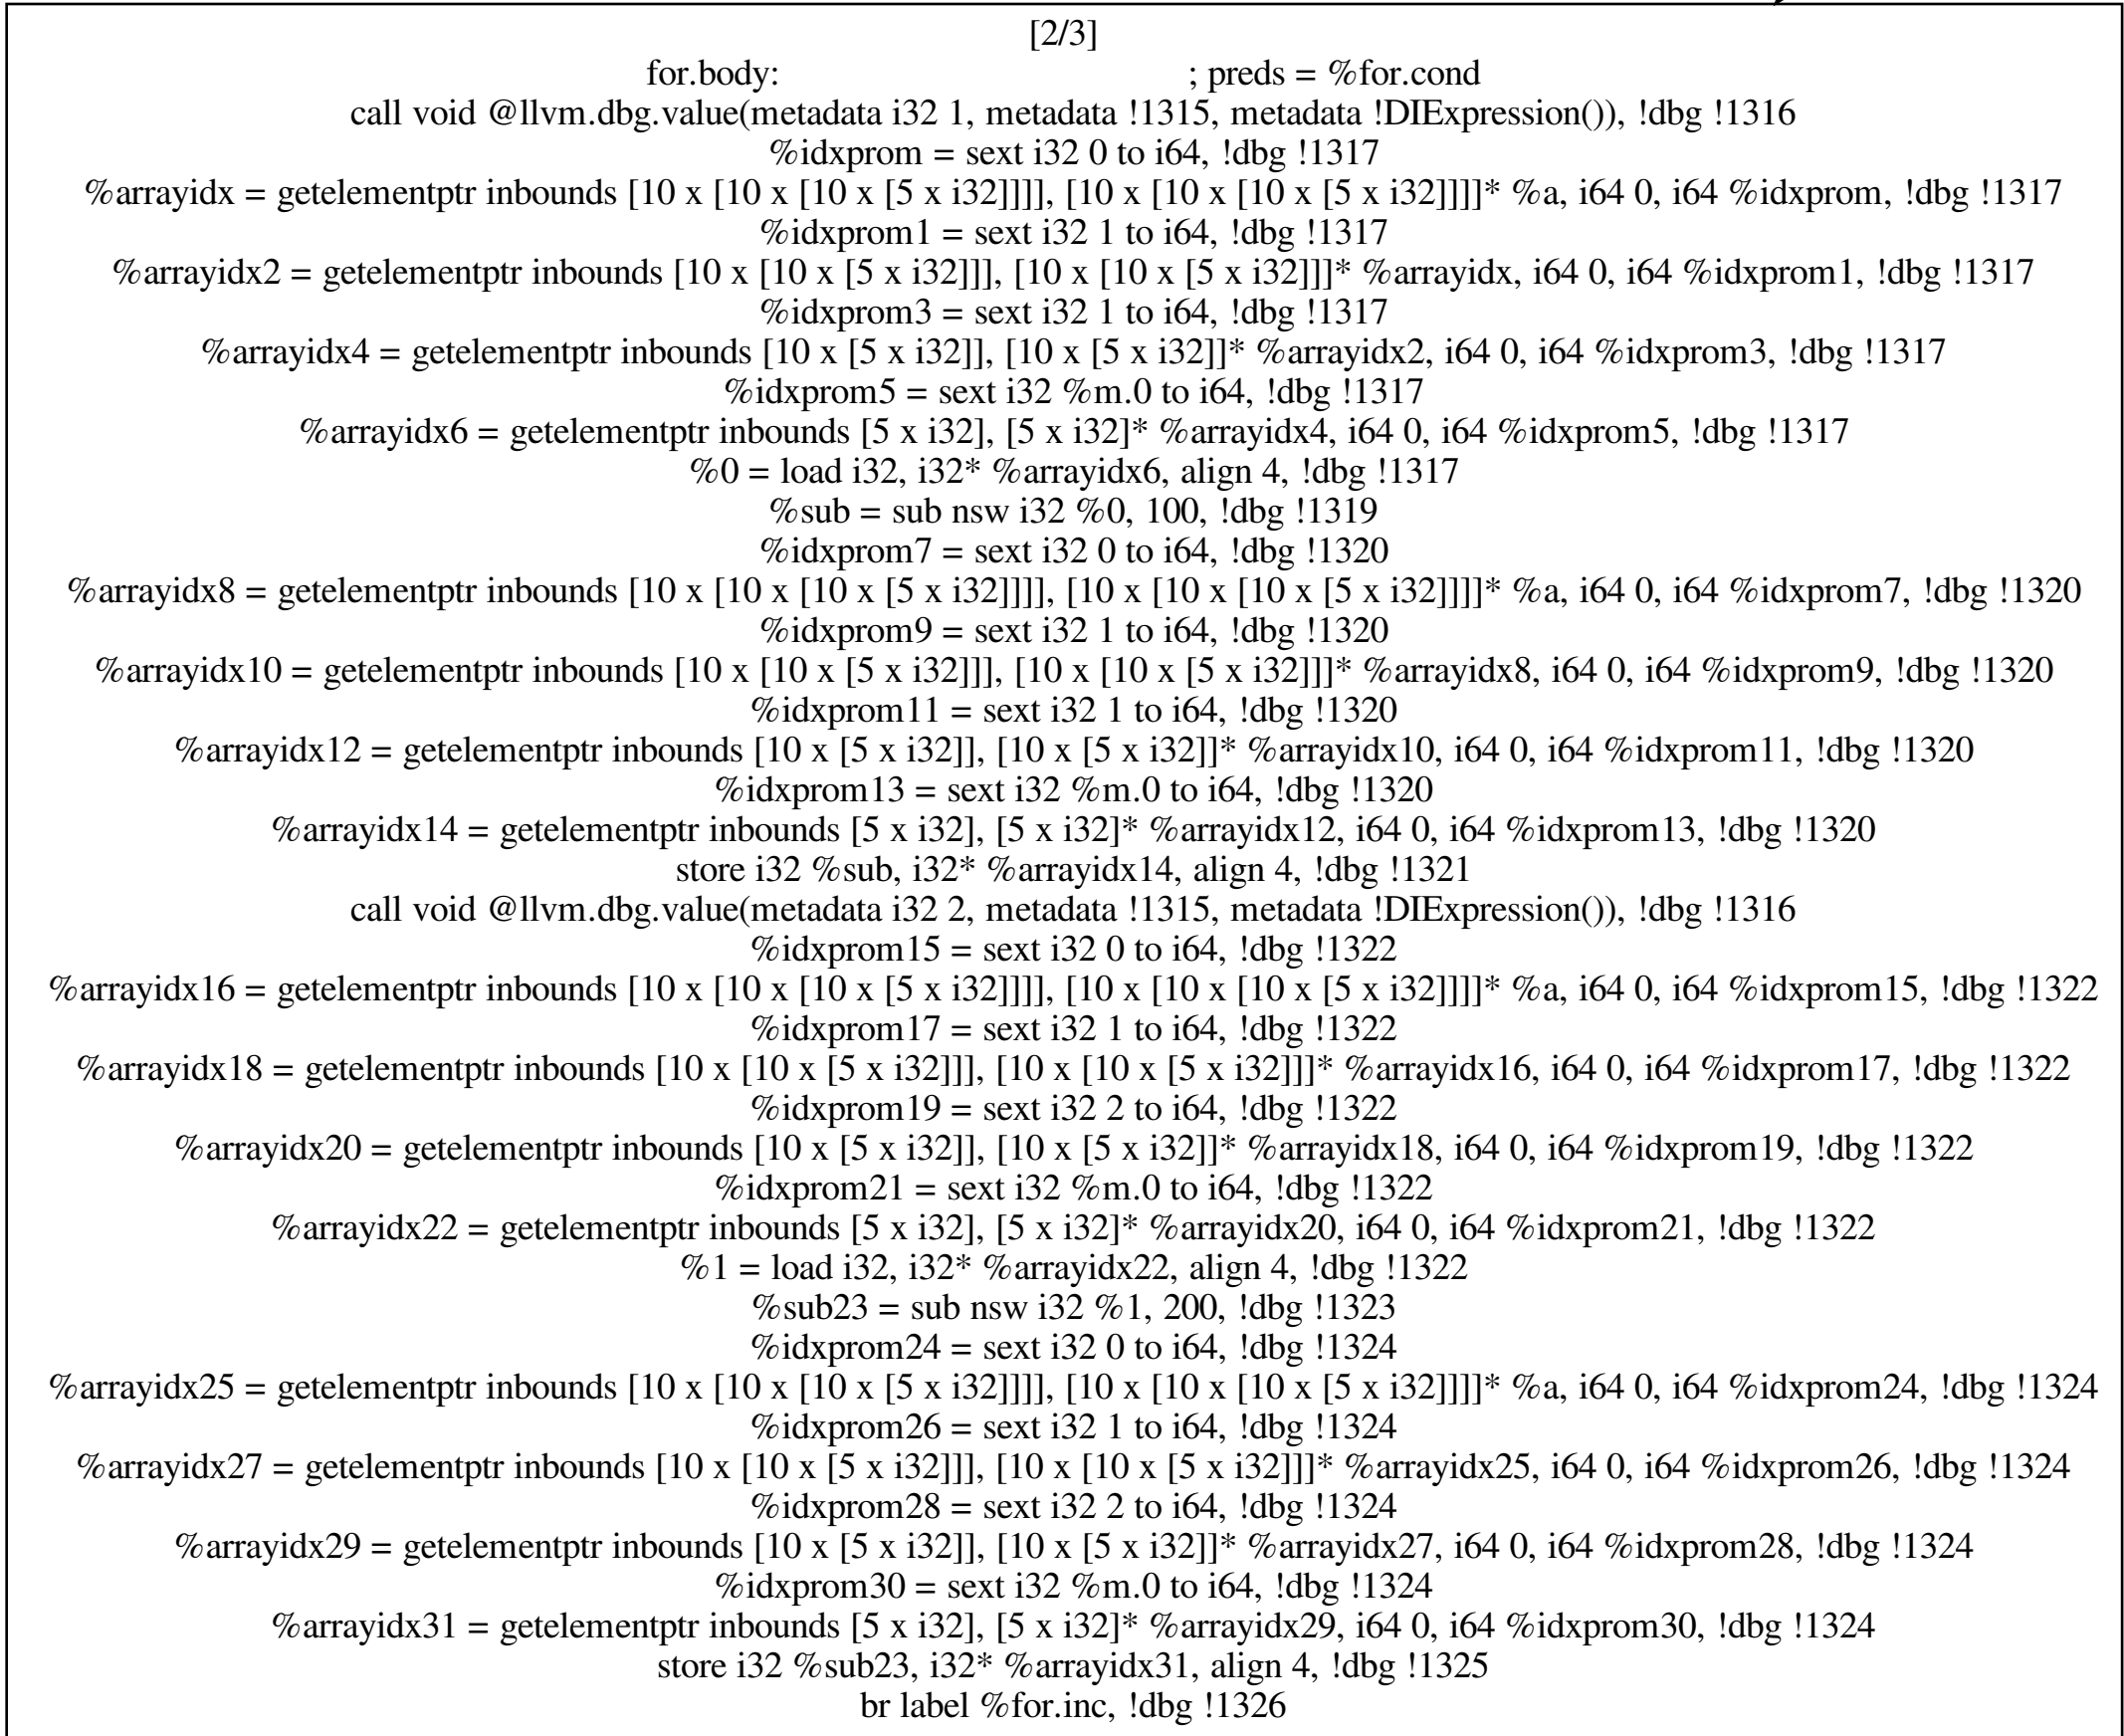 [2/3]
for.body: ; preds = %for.cond
call void @llvm.dbg.value(metadata i32 1, metadata !1315, metadata !DIExpression()), !dbg !1316
%idxprom = sext i32 0 to i64, !dbg !1317
%arrayidx = getelementptr inbounds [10 x [10 x [10 x [5 x i32]]]], [10 x [10 x [10 x [5 x i32]]]]* %a, i64 0, i64 %idxprom, !dbg !1317
%idxprom1 = sext i32 1 to i64, !dbg !1317
%arrayidx2 = getelementptr inbounds [10 x [10 x [5 x i32]]], [10 x [10 x [5 x i32]]]* %arrayidx, i64 0, i64 %idxprom1, !dbg !1317
%idxprom3 = sext i32 1 to i64, !dbg !1317
%arrayidx4 = getelementptr inbounds [10 x [5 x i32]], [10 x [5 x i32]]* %arrayidx2, i64 0, i64 %idxprom3, !dbg !1317
%idxprom5 = sext i32 %m.0 to i64, !dbg !1317
%arrayidx6 = getelementptr inbounds [5 x i32], [5 x i32]* %arrayidx4, i64 0, i64 %idxprom5, !dbg !1317
%0 = load i32, i32* %arrayidx6, align 4, !dbg !1317
%sub = sub nsw i32 %0, 100, !dbg !1319
%idxprom7 = sext i32 0 to i64, !dbg !1320
%arrayidx8 = getelementptr inbounds [10 x [10 x [10 x [5 x i32]]]], [10 x [10 x [10 x [5 x i32]]]]* %a, i64 0, i64 %idxprom7, !dbg !1320
%idxprom9 = sext i32 1 to i64, !dbg !1320
%arrayidx10 = getelementptr inbounds [10 x [10 x [5 x i32]]], [10 x [10 x [5 x i32]]]* %arrayidx8, i64 0, i64 %idxprom9, !dbg !1320
%idxprom11 = sext i32 1 to i64, !dbg !1320
%arrayidx12 = getelementptr inbounds [10 x [5 x i32]], [10 x [5 x i32]]* %arrayidx10, i64 0, i64 %idxprom11, !dbg !1320
%idxprom13 = sext i32 %m.0 to i64, !dbg !1320
%arrayidx14 = getelementptr inbounds [5 x i32], [5 x i32]* %arrayidx12, i64 0, i64 %idxprom13, !dbg !1320
store i32 %sub, i32* %arrayidx14, align 4, !dbg !1321
call void @llvm.dbg.value(metadata i32 2, metadata !1315, metadata !DIExpression()), !dbg !1316
%idxprom15 = sext i32 0 to i64, !dbg !1322
%arrayidx16 = getelementptr inbounds [10 x [10 x [10 x [5 x i32]]]], [10 x [10 x [10 x [5 x i32]]]]* %a, i64 0, i64 %idxprom15, !dbg !1322
%idxprom17 = sext i32 1 to i64, !dbg !1322
%arrayidx18 = getelementptr inbounds [10 x [10 x [5 x i32]]], [10 x [10 x [5 x i32]]]* %arrayidx16, i64 0, i64 %idxprom17, !dbg !1322
%idxprom19 = sext i32 2 to i64, !dbg !1322
%arrayidx20 = getelementptr inbounds [10 x [5 x i32]], [10 x [5 x i32]]* %arrayidx18, i64 0, i64 %idxprom19, !dbg !1322
%idxprom21 = sext i32 %m.0 to i64, !dbg !1322
%arrayidx22 = getelementptr inbounds [5 x i32], [5 x i32]* %arrayidx20, i64 0, i64 %idxprom21, !dbg !1322
%1 = load i32, i32* %arrayidx22, align 4, !dbg !1322
%sub23 = sub nsw i32 %1, 200, !dbg !1323
%idxprom24 = sext i32 0 to i64, !dbg !1324
%arrayidx25 = getelementptr inbounds [10 x [10 x [10 x [5 x i32]]]], [10 x [10 x [10 x [5 x i32]]]]* %a, i64 0, i64 %idxprom24, !dbg !1324
%idxprom26 = sext i32 1 to i64, !dbg !1324
%arrayidx27 = getelementptr inbounds [10 x [10 x [5 x i32]]], [10 x [10 x [5 x i32]]]* %arrayidx25, i64 0, i64 %idxprom26, !dbg !1324
%idxprom28 = sext i32 2 to i64, !dbg !1324
%arrayidx29 = getelementptr inbounds [10 x [5 x i32]], [10 x [5 x i32]]* %arrayidx27, i64 0, i64 %idxprom28, !dbg !1324
%idxprom30 = sext i32 %m.0 to i64, !dbg !1324
%arrayidx31 = getelementptr inbounds [5 x i32], [5 x i32]* %arrayidx29, i64 0, i64 %idxprom30, !dbg !1324
store i32 %sub23, i32* %arrayidx31, align 4, !dbg !1325
br label %for.inc, !dbg !1326